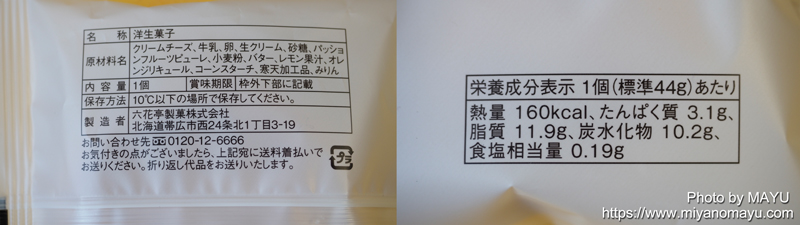 名称 洋生菓子
原材料名 クリームチーズ、牛乳、卵、生クリーム、砂糖、パッショ
ンフルーツピューレ、小麦粉、バター、レモン果汁、オレ
ンジリキュール、コーンスターチ、寒天加工品、みりん
内容量 1個 賞味期限 枠外下部に記載
保存方法 10℃以下の場所で保存してください。
製造者 六花亭製菓株式会社
北海道帯広市西24条北1丁目3-19
お問い合わせ先 0120-12-6666
お気付きの点がございましたら、上記宛に送料着払いで
お送りください。折り返し代品をお送りいたします。
プラ
栄養成分表示 1個(標準44g)あたり
熱量 160kcal、たんぱく質 3.1g、
脂質 11.9g、炭水化物 10.2g、
食塩相当量 0.19g
Photo by MAYU
https://www.miyanomayu.com/